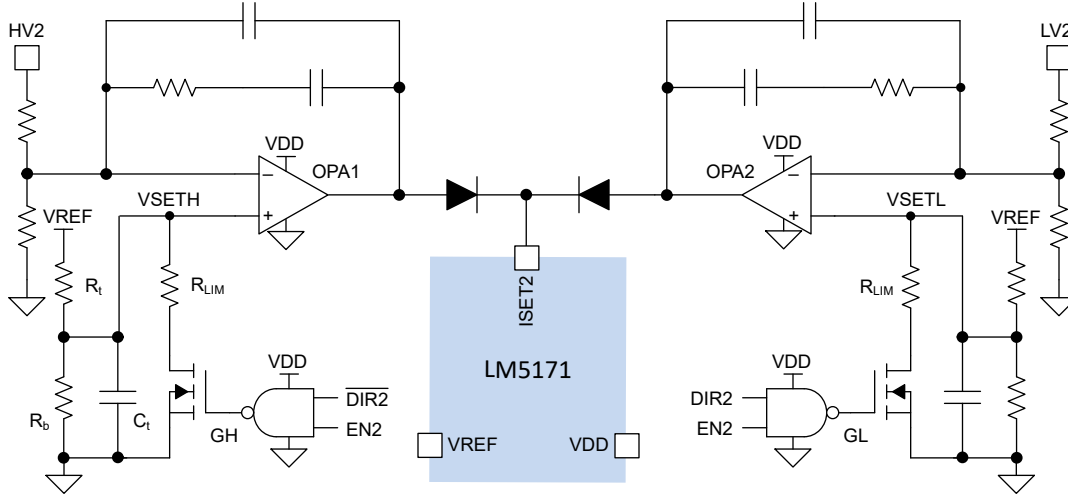 HV2
LV2
VDD
OPA1
OPA2
VDD
VSETH
VSETL
VREF
VREF
Rt
RLIM
ISET2
RLIM
LM5171
VDD
DIR2
VDD
DIR2
Rb
Ct
GH
EN2
VREF
VDD
EN2
GL